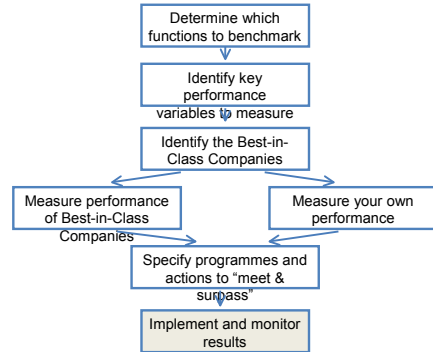 Determine which
functions to benchmark
Identify key
performance
variables to measure
Identify the Best-in-
Class Companies
Measure performance
of Best-in-Class
Companies
Measure your own
performance
Specify programmes and
actions to “meet &
surpass”
Implement and monitor
results